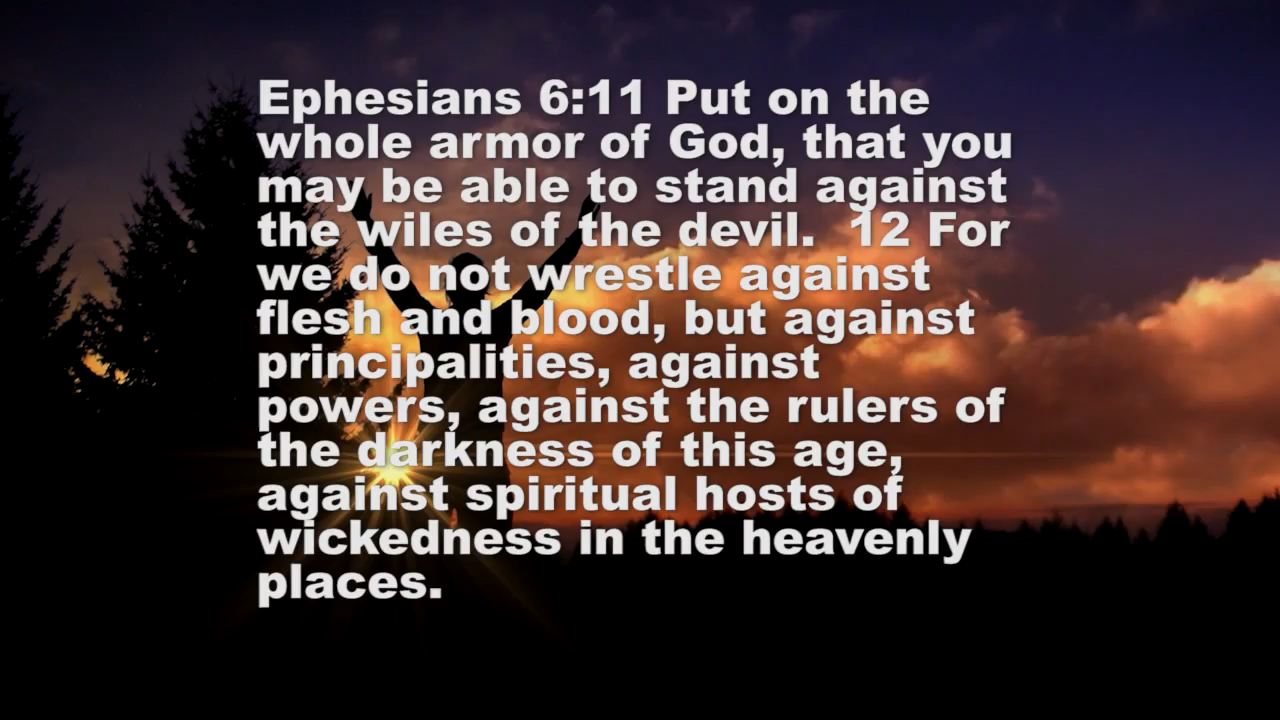 Ephesians 6:11 Put on the
whole armor of God, that you
may be able to stand against
the wiles of the devil.  12 For
we do not wrestle against
flesh and blood, but against
principalities, against
powers, against the rulers of
the darkness of this age,
against spiritual hosts of
wickedness in the heavenly
places.